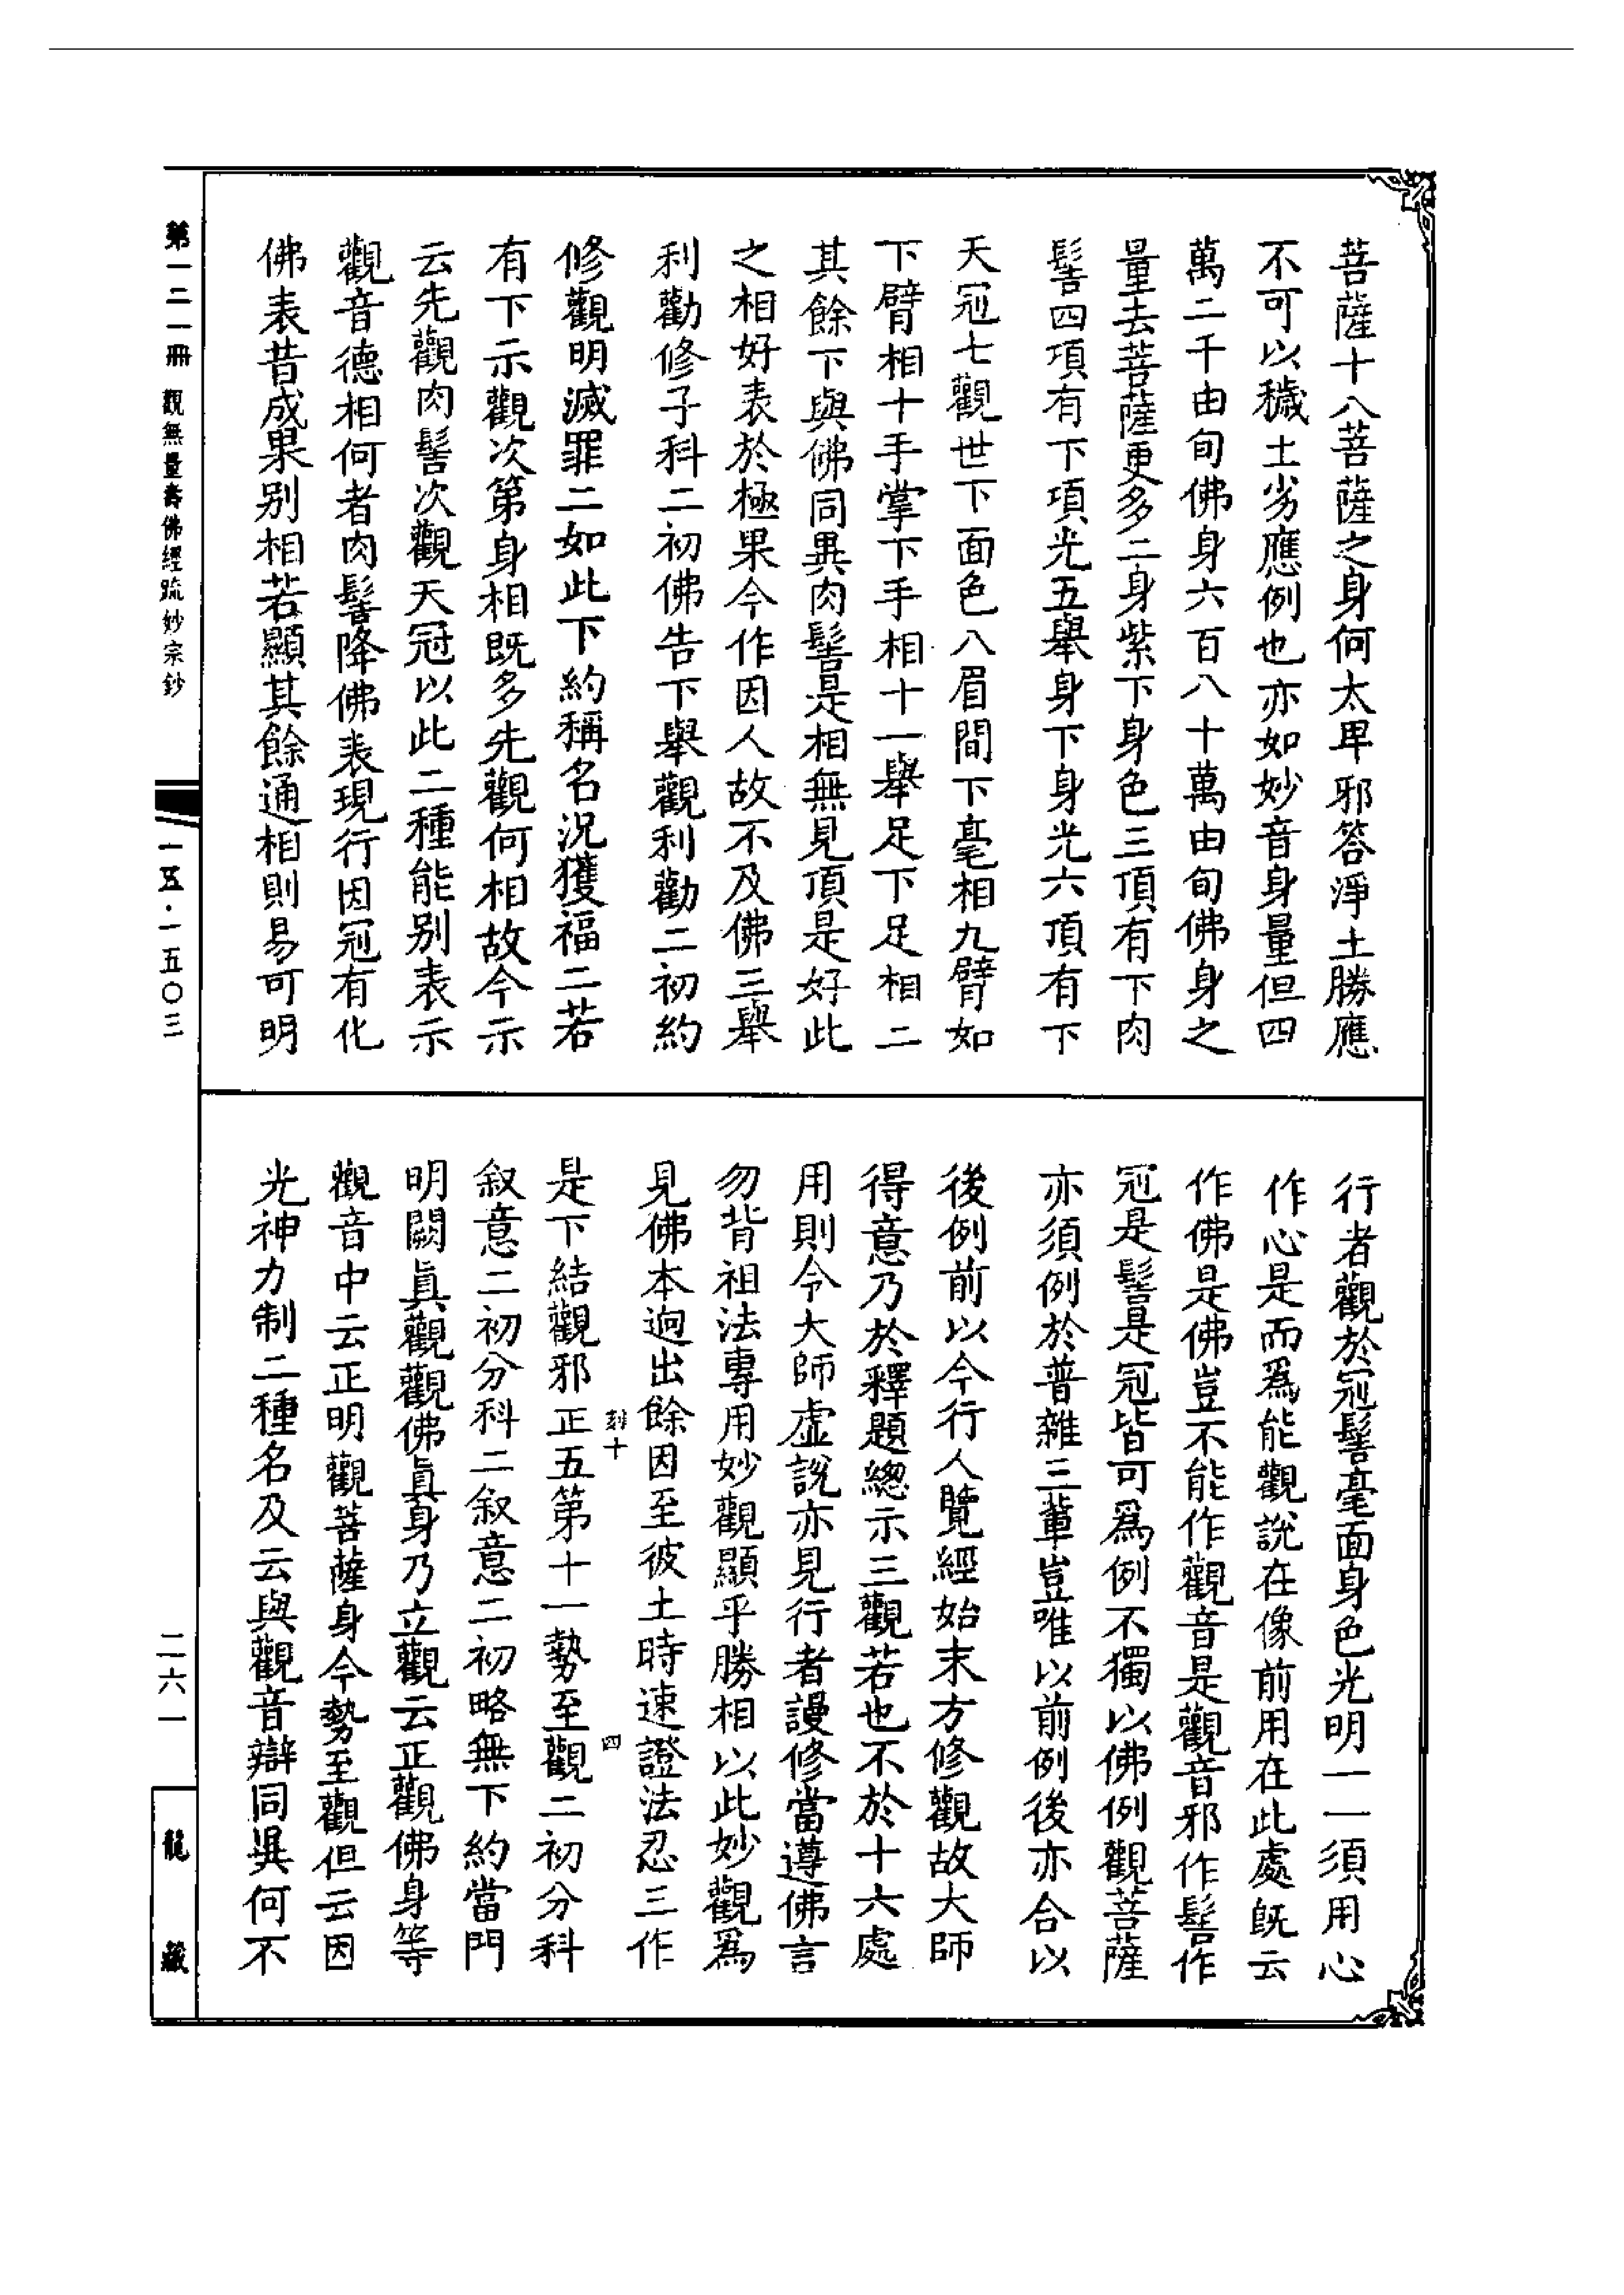 菩薩十八菩薩之身何太卑邪答淨土勝應
不可以穢土劣應例也亦如妙音身量但四
萬二千由旬佛身六百八十萬由旬佛身之
量去菩薩更多二身紫下身色三頂有下肉
髻四項有下項光五舉身下身光六頂有下
天冠七觀世下面色八眉間下毫相九臂如
下臂相十手掌下手相十一舉足下足相二
其餘下與佛同異肉髻是相無見頂是好此
之相好表於極果今作因人故不及佛三舉
利勸修子科二初佛告下舉觀利勸二初約
修觀明滅罪二如此下約稱名況獲福二若
有下示觀次第身相既多先觀何相故今示
云先觀肉髻次觀天冠以此二種能別表示
觀音德相何者肉髻降佛表現行因冠有化
佛表昔成果別相若顯其餘通相則易可明
行者觀於冠髻毫面身色光明一一須用心
作心是而爲能觀說在像前用在此處旣云
作佛是佛豈不能作觀音是觀音邪作髻作
冠是髻是冠皆可爲例不獨以佛例觀菩薩
亦須例於普雜三輩豈唯以前例後亦合以
後例前以今行人覽經始末方修觀故大師
得意乃於釋題總示三觀若也不於十六處
用則令大師虛說亦見行者謾修當遵佛言
勿背祖法專用妙觀顯乎勝相以此妙觀爲
見佛本逈出餘因至彼土時速證法忍三作
是下結觀邪正五第十一勢至觀二初分科
叙意二初分科二叙意二初略無下約當門
明闕眞觀觀佛眞身乃立觀云正觀佛身等
觀音中云正明觀菩薩身今勢至觀但云因
光神力制二種名及云與觀音辯同異何不
十
四
第一二一冊 觀無量壽佛經疏妙宗鈔
一五·一五〇三
二六一
龍藏